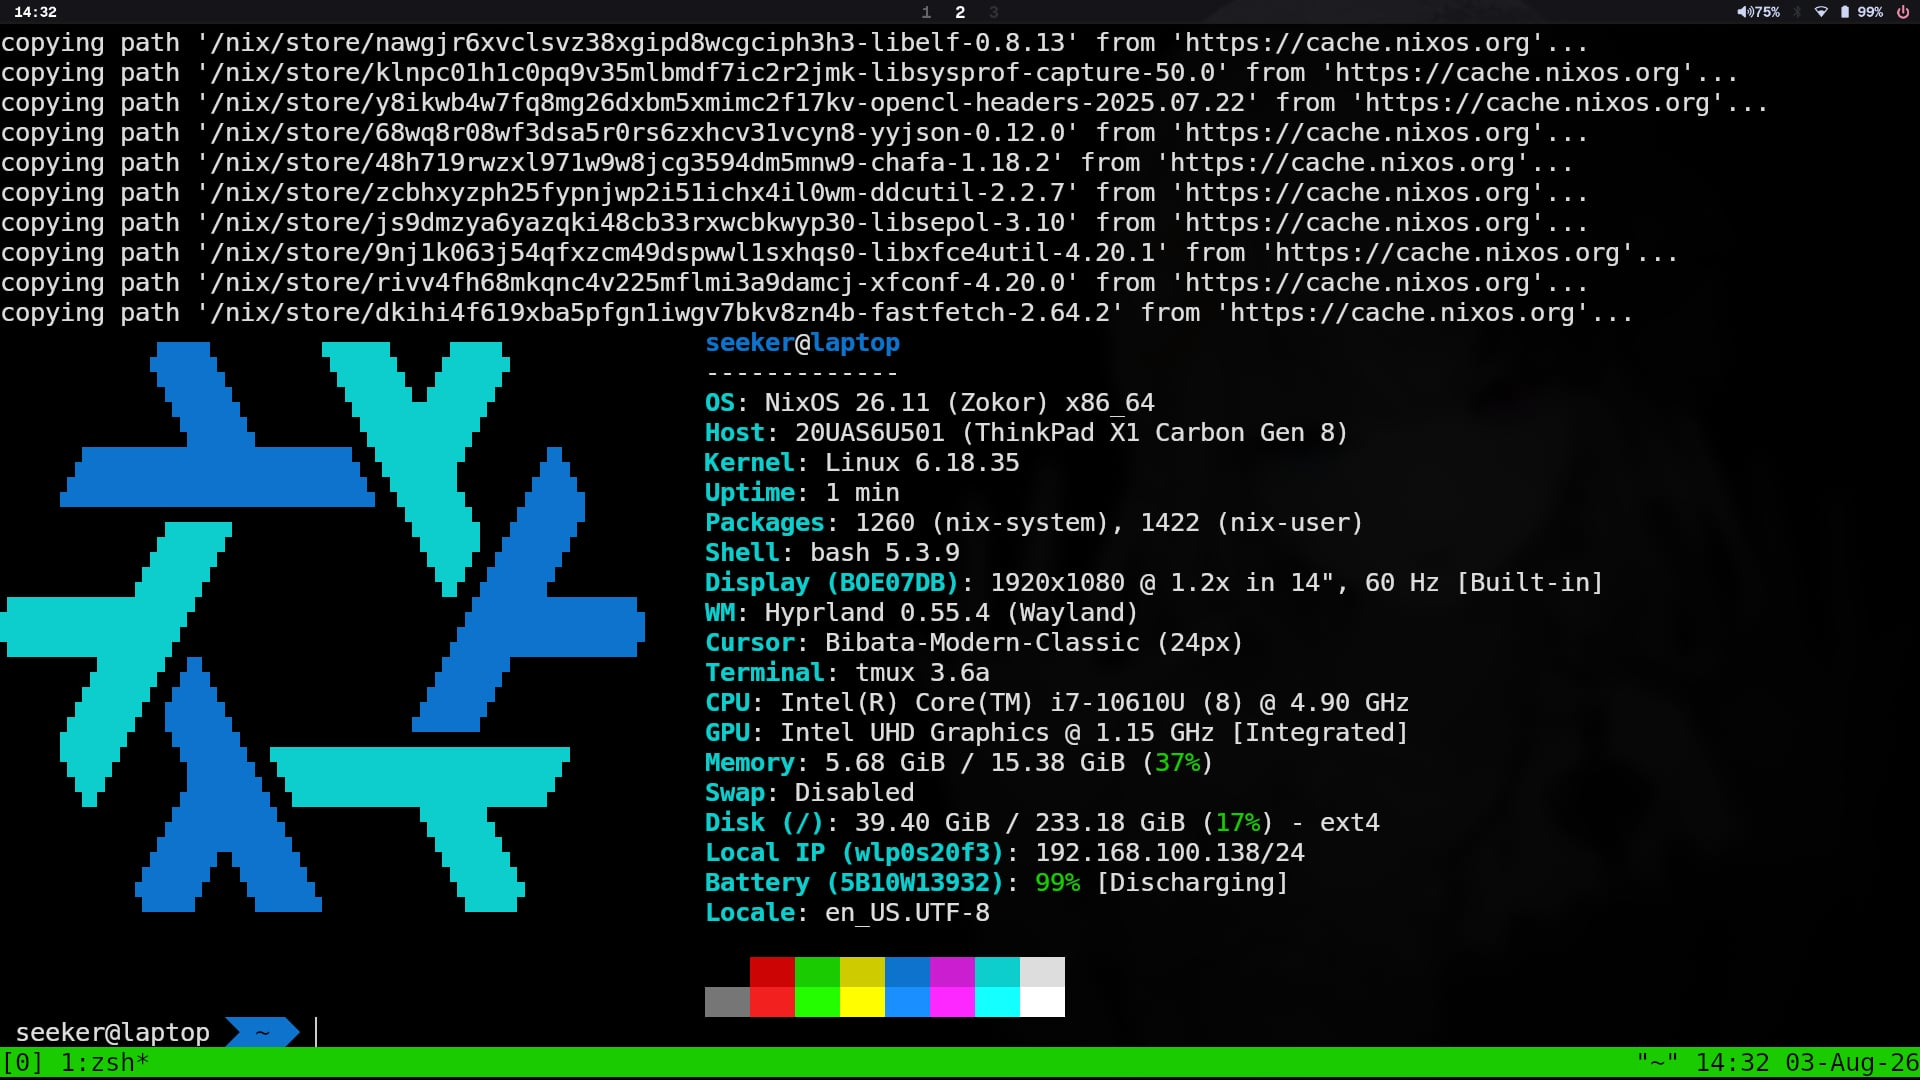 14:32 1 2 3 75% 99%
copying path '/nix/store/nawgjr6xvclsvz38xgipd8wcgciph3h3-libelf-0.8.13' from 'https://cache.nixos.org'...
copying path '/nix/store/klnpc01h1c0pq9v35mlbmdf7ic2r2jmk-libsysprof-capture-50.0' from 'https://cache.nixos.org'...
copying path '/nix/store/y8ikwb4w7fq8mg26dxbm5xmimc2f17kv-opencl-headers-2025.07.22' from 'https://cache.nixos.org'...
copying path '/nix/store/68wq8r08wf3dsa5r0rs6zxhcv31vcyn8-yyjson-0.12.0' from 'https://cache.nixos.org'...
copying path '/nix/store/48h719rwzxl971w9w8jcg3594dm5mnw9-chafa-1.18.2' from 'https://cache.nixos.org'...
copying path '/nix/store/zcbhxyzph25fypnjwp2i51ichx4il0wm-ddcutil-2.2.7' from 'https://cache.nixos.org'...
copying path '/nix/store/js9dmzya6yazqki48cb33rxwcbkwyp30-libsepol-3.10' from 'https://cache.nixos.org'...
copying path '/nix/store/9nj1k063j54qfxzcm49dspwwl1sxhqs0-libxfce4util-4.20.1' from 'https://cache.nixos.org'...
copying path '/nix/store/rivv4fh68mkqnc4v225mflmi3a9damcj-xfconf-4.20.0' from 'https://cache.nixos.org'...
copying path '/nix/store/dkihi4f619xba5pfgn1iwgv7bkv8zn4b-fastfetch-2.64.2' from 'https://cache.nixos.org'...
seeker@laptop
-------------
OS: NixOS 26.11 (Zokor) x86_64
Host: 20UAS6U501 (ThinkPad X1 Carbon Gen 8)
Kernel: Linux 6.18.35
Uptime: 1 min
Packages: 1260 (nix-system), 1422 (nix-user)
Shell: bash 5.3.9
Display (BOE07DB): 1920x1080 @ 1.2x in 14", 60 Hz [Built-in]
WM: Hyprland 0.55.4 (Wayland)
Cursor: Bibata-Modern-Classic (24px)
Terminal: tmux 3.6a
CPU: Intel(R) Core(TM) i7-10610U (8) @ 4.90 GHz
GPU: Intel UHD Graphics @ 1.15 GHz [Integrated]
Memory: 5.68 GiB / 15.38 GiB (37%)
Swap: Disabled
Disk (/): 39.40 GiB / 233.18 GiB (17%) - ext4
Local IP (wlp0s20f3): 192.168.100.138/24
Battery (5B10W13932): 99% [Discharging]
Locale: en_US.UTF-8
seeker@laptop ~
[0] 1:zsh* "~" 14:32 03-Aug-26